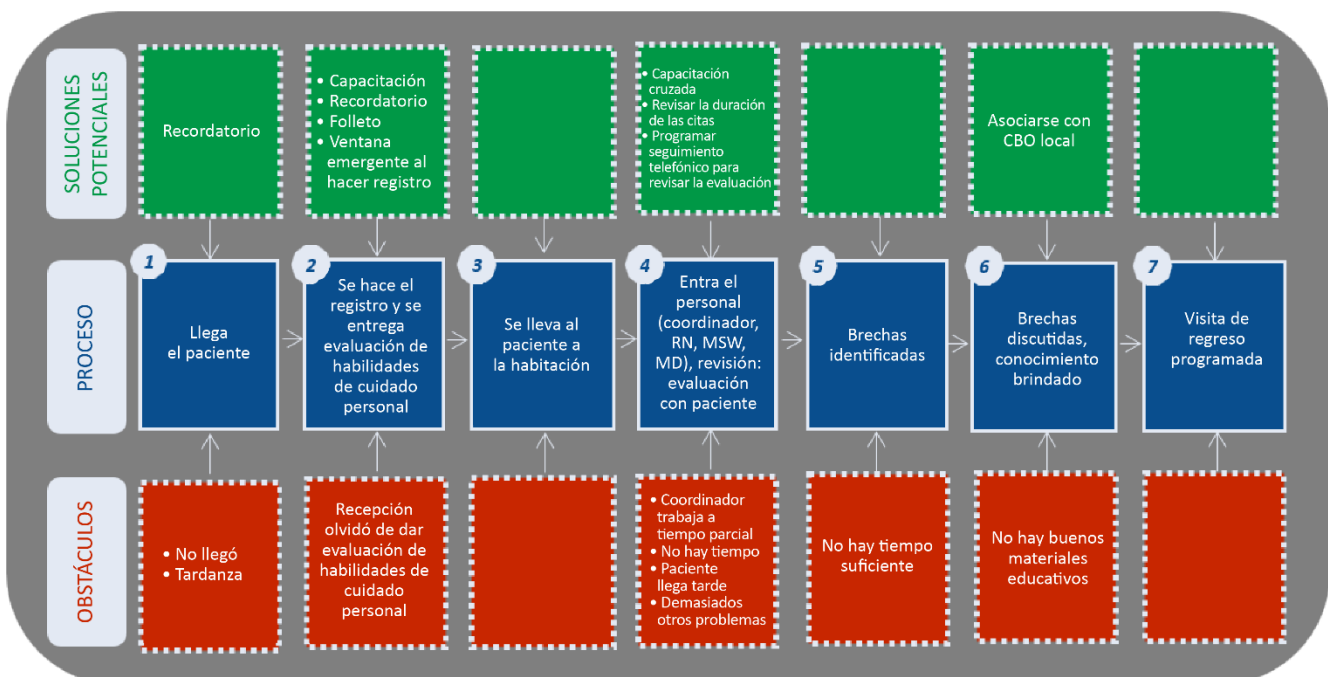 SOLUCIONES
POTENCIALES
Recordatorio
• Capacitación
• Recordatorio
• Folleto
• Ventana
emergente al
hacer registro
• Capacitación
cruzada
• Revisar la duración
de las citas
• Programar
seguimiento
telefónico para
revisar la evaluación
Asociarse con
CBO local
PROCESO
1
Llega
el paciente
2
Se hace el
registro y se
entrega
evaluación de
habilidades
de cuidado
personal
3
Se lleva al
paciente a
la habitación
4
Entra el
personal
(coordinador,
RN, MSW,
MD), revisión:
evaluación
con paciente
5
Brechas
identificadas
6
Brechas
discutidas,
conocimiento
brindado
7
Visita de
regreso
programada
OBSTÁCULOS
• No llegó
• Tardanza
Recepción
olvidó de dar
evaluación de
habilidades de
cuidado
personal
• Coordinador
trabaja a
tiempo parcial
• No hay tiempo
• Paciente
llega tarde
• Demasiados
otros problemas
No hay tiempo
suficiente
No hay buenos
materiales
educativos